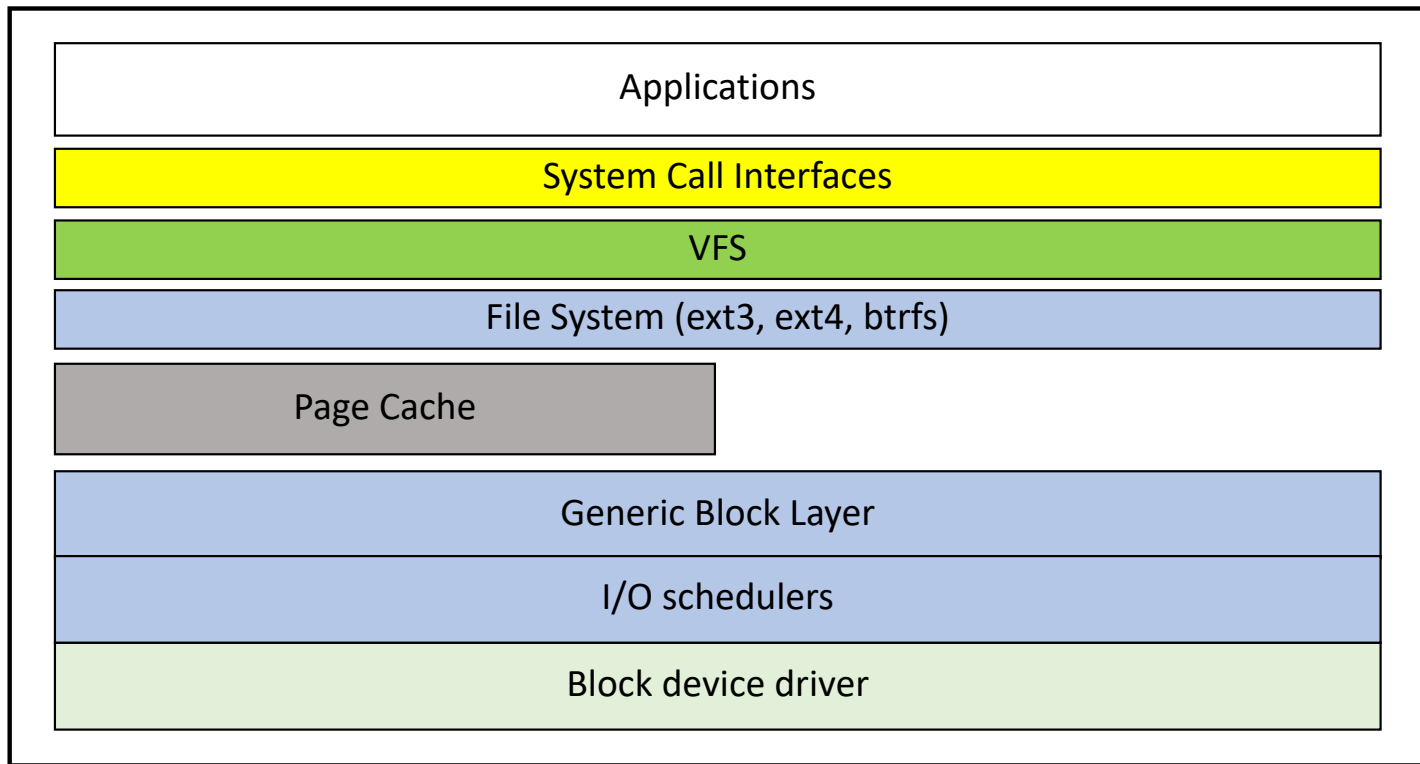 Applications
System Call Interfaces
VFS
File System (ext3, ext4, btrfs)
Page Cache
Generic Block Layer
I/O schedulers
Block device driver